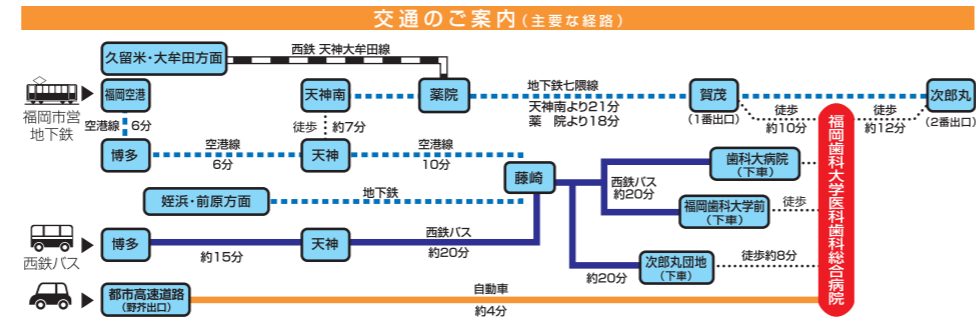 交通のご案内(主要な経路)
久留米・大牟田方面
西鉄 天神大牟田線
福岡市営
地下鉄
福岡空港
天神南
薬院
地下鉄七隈線
天神南より21分
薬　院より18分
賀茂
(1番出口)
徒歩
約10分
徒歩
約12分
次郎丸
(2番出口)
空港線
6分
徒歩
約7分
博多
空港線
6分
天神
空港線
10分
藤崎
姪浜・前原方面
地下鉄
西鉄バス
約20分
歯科大病院
(下車)
福岡歯科大学前
(下車)
徒歩
西鉄バス
博多
約15分
天神
西鉄バス
約20分
約20分
次郎丸団地
(下車)
徒歩約8分
都市高速道路
(野芥出口)
自動車
約4分
福岡歯科大学医科歯科総合病院